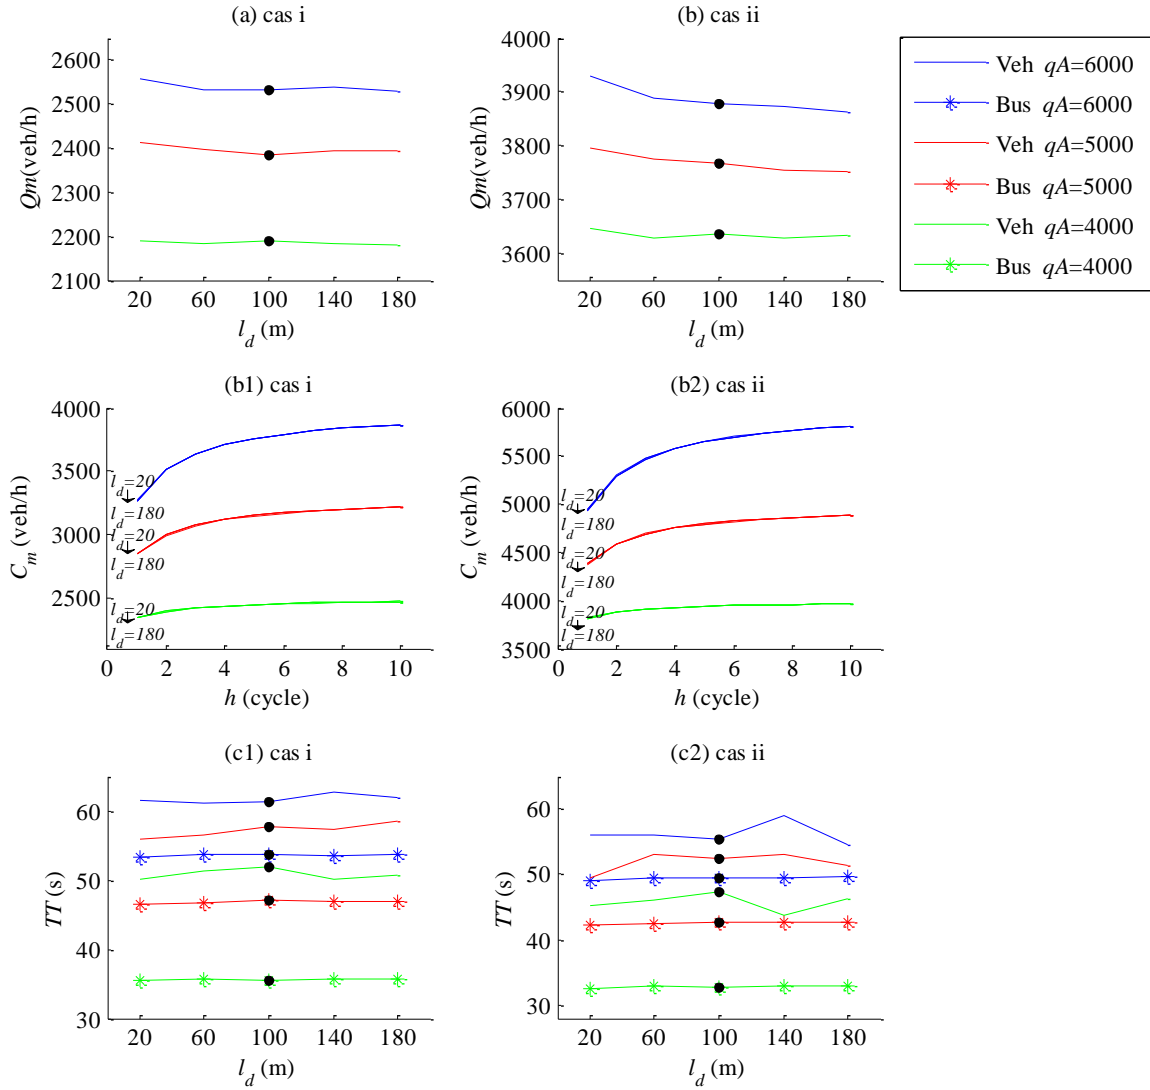 (a) cas i
2600
2500
2400
2300
2200
2100
Qm(veh/h)
20 60 100 140 180
l_d (m)
(b) cas ii
4000
3900
3800
3700
3600
Qm(veh/h)
20 60 100 140 180
l_d (m)
Veh qA=6000
Bus qA=6000
Veh qA=5000
Bus qA=5000
Veh qA=4000
Bus qA=4000
(b1) cas i
4000
3500
3000
2500
C_m (veh/h)
l_d=20
l_d=180
l_d=20
l_d=180
l_d=20
l_d=180
0 2 4 6 8 10
h (cycle)
(b2) cas ii
6000
5500
5000
4500
4000
3500
C_m (veh/h)
l_d=20
l_d=180
l_d=20
l_d=180
l_d=20
l_d=180
0 2 4 6 8 10
h (cycle)
(c1) cas i
60
50
40
30
TT (s)
20 60 100 140 180
l_d (m)
(c2) cas ii
60
50
40
30
TT (s)
20 60 100 140 180
l_d (m)